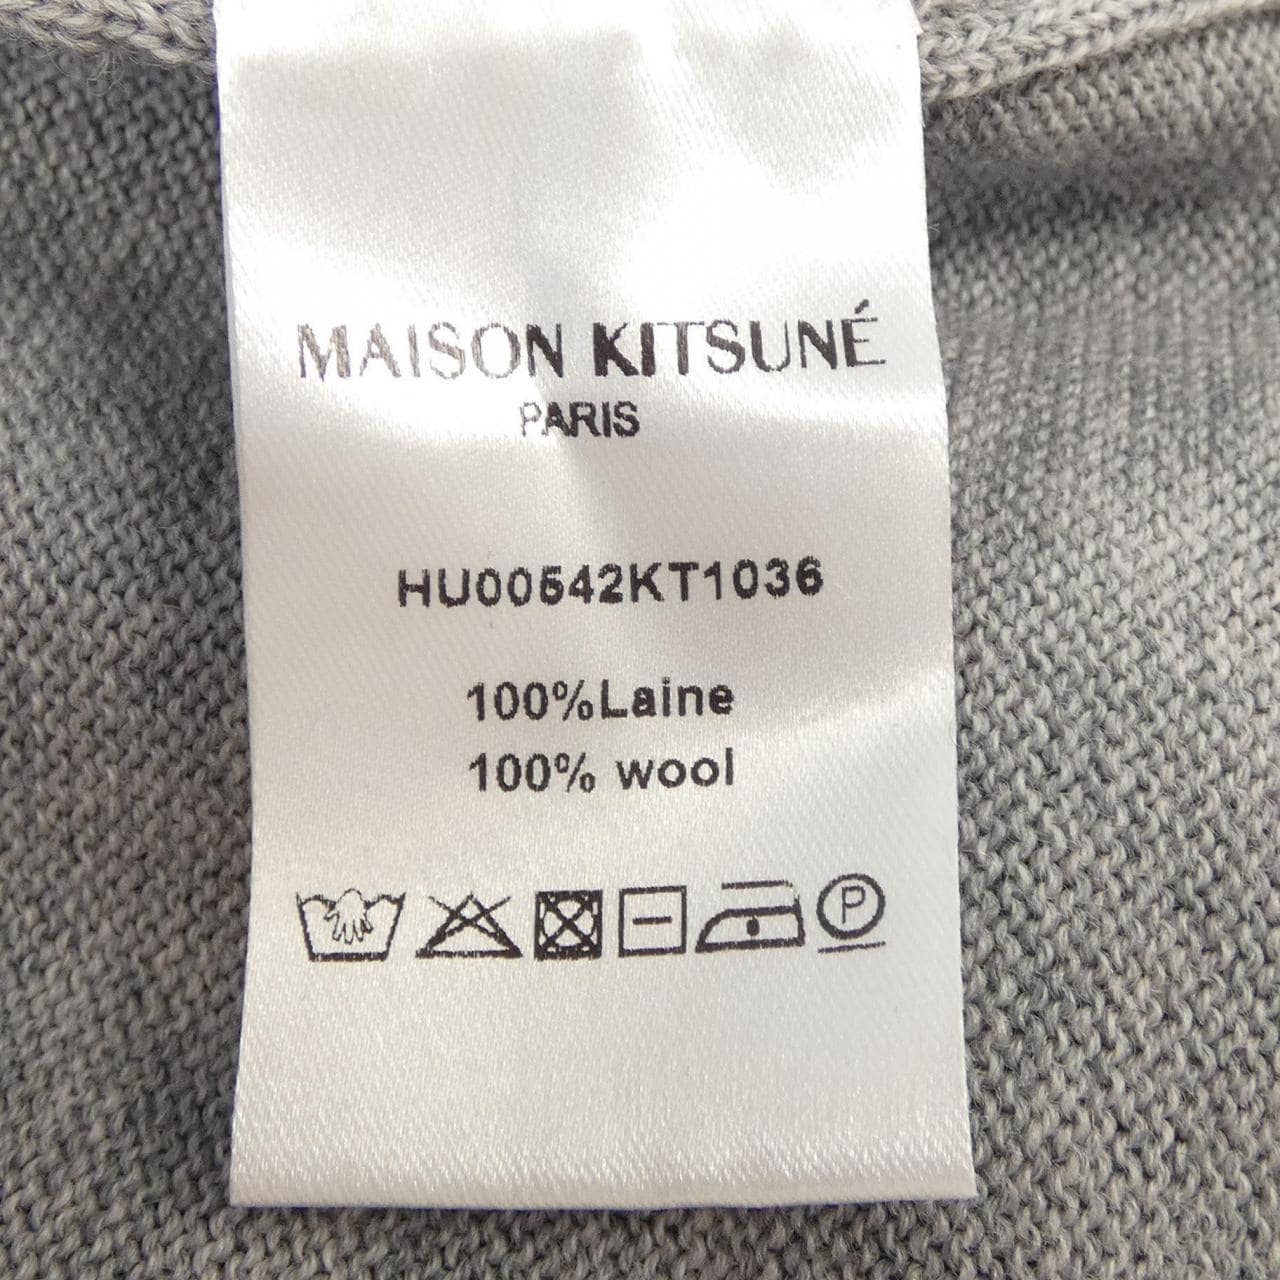 MAISON KITSUNÉ
PARIS
HU00542KT1036
100%Laine
100% wool
P